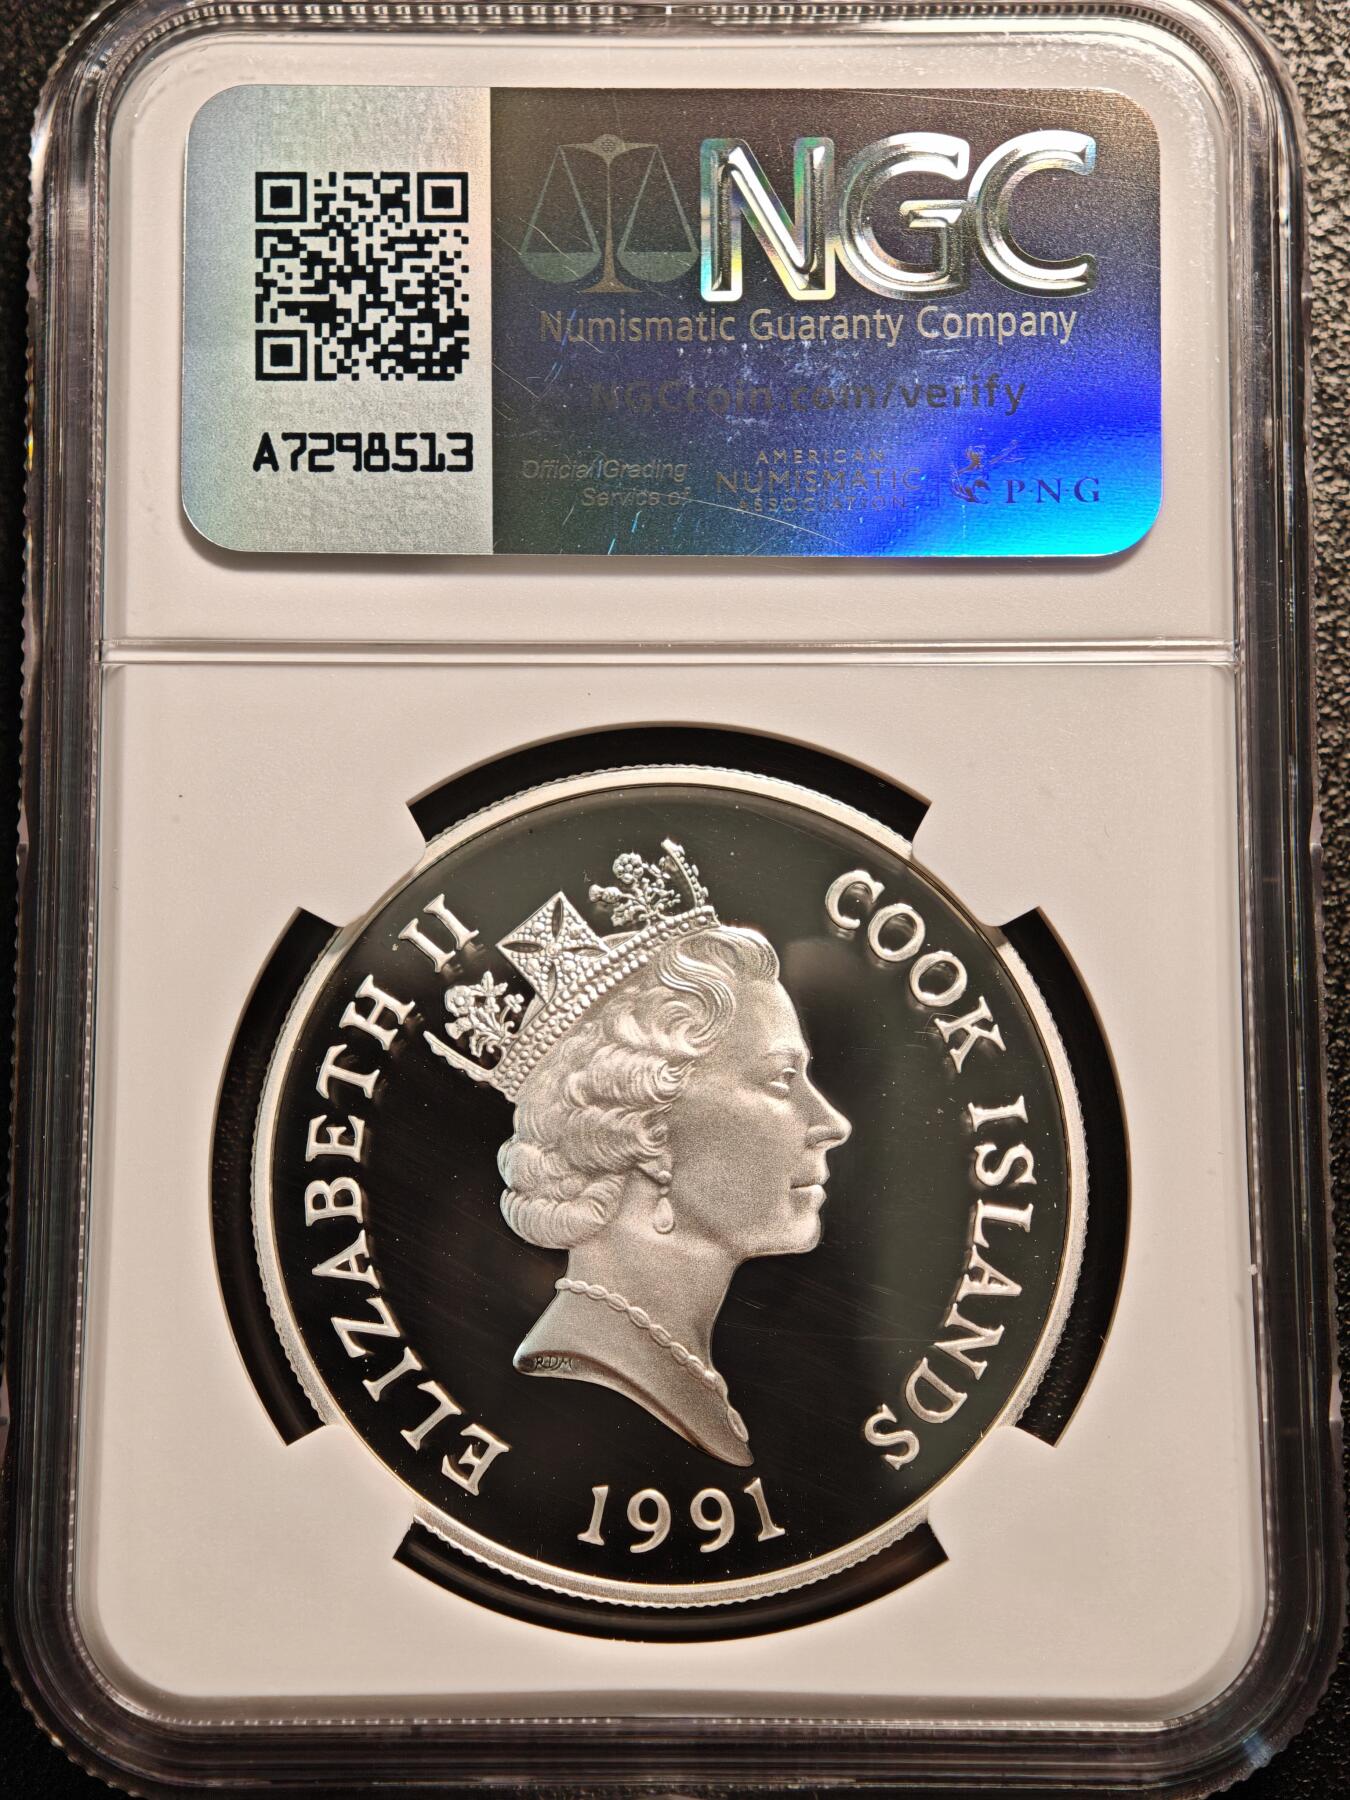 NGC
Numismatic Guaranty Company
NGCcoin.com/verify
A7298513
Official Grading
Service of
AMERICAN
NUMISMATIC
ASSOCIATION
PNG
ELIZABETH II
COOK ISLANDS
RDM
1991